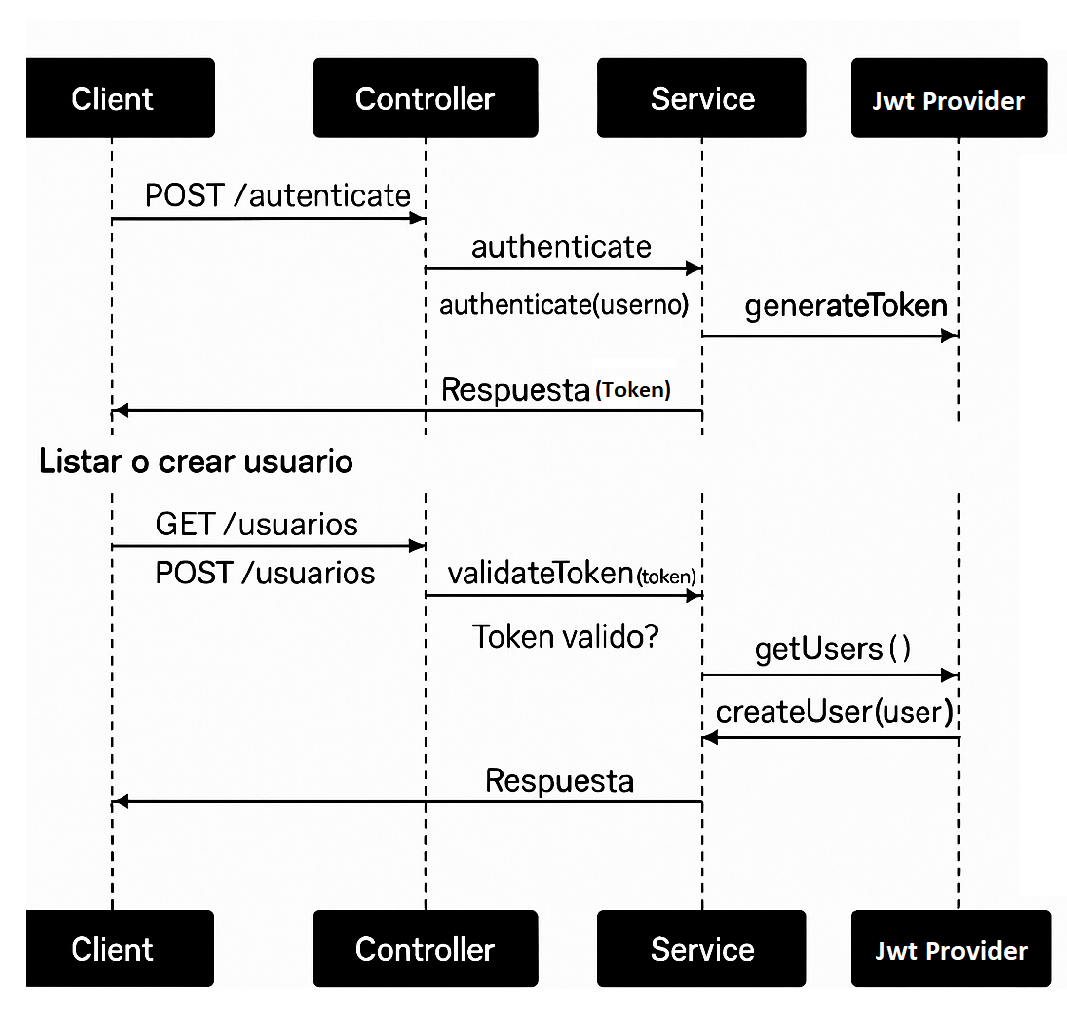 Client
Controller
Service
Jwt Provider
POST /autenticate
authenticate
authenticate(userno)
generateToken
Respuesta (Token)
Listar o crear usuario
GET /usuarios
POST /usuarios
validateToken(token)
Token valido?
getUsers()
createUser(user)
Respuesta
Client
Controller
Service
Jwt Provider